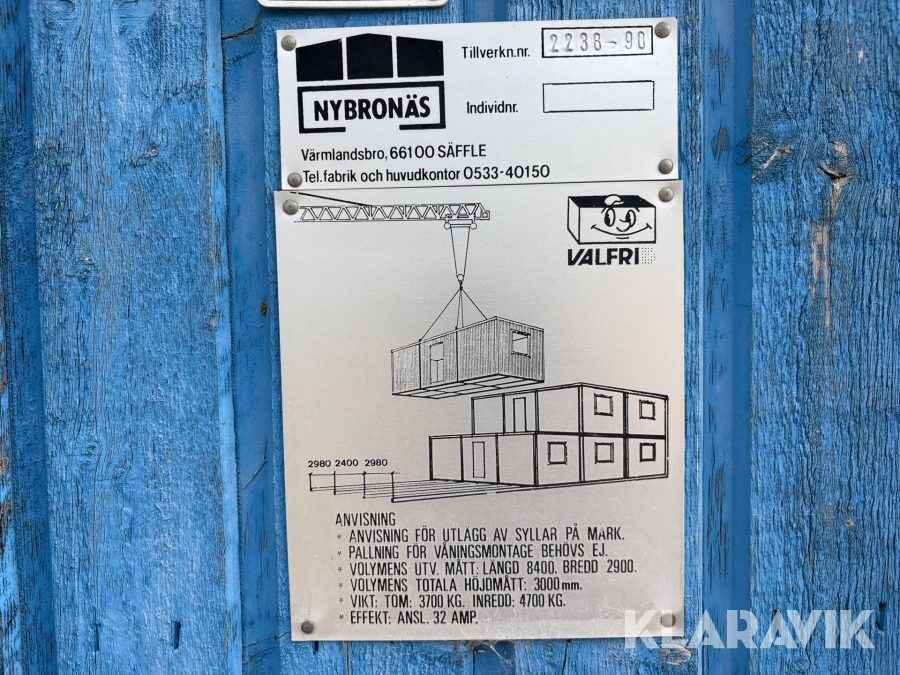 Tillverkn.nr. 2238-90
NYBRONÄS
Individnr.
Värmlandsbro, 66100 SÄFFLE
Tel. fabrik och huvudkontor 0533-40150
VALFRI
2980 2400 2980
ANVISNING
* ANVISNING FÖR UTLÄGG AV SYLLAR PÅ MARK.
* PALLNING FÖR VÅNINGSMONTAGE BEHÖVS EJ.
* VOLYMENS UTV. MÅTT: LÄNGD 8400. BREDD 2900.
* VOLYMENS TOTALA HÖJDMÅTT: 3000mm.
* VIKT: TOM: 3700 KG. INREDD: 4700 KG.
* EFFEKT: ANSL. 32 AMP.
KLARAVIK